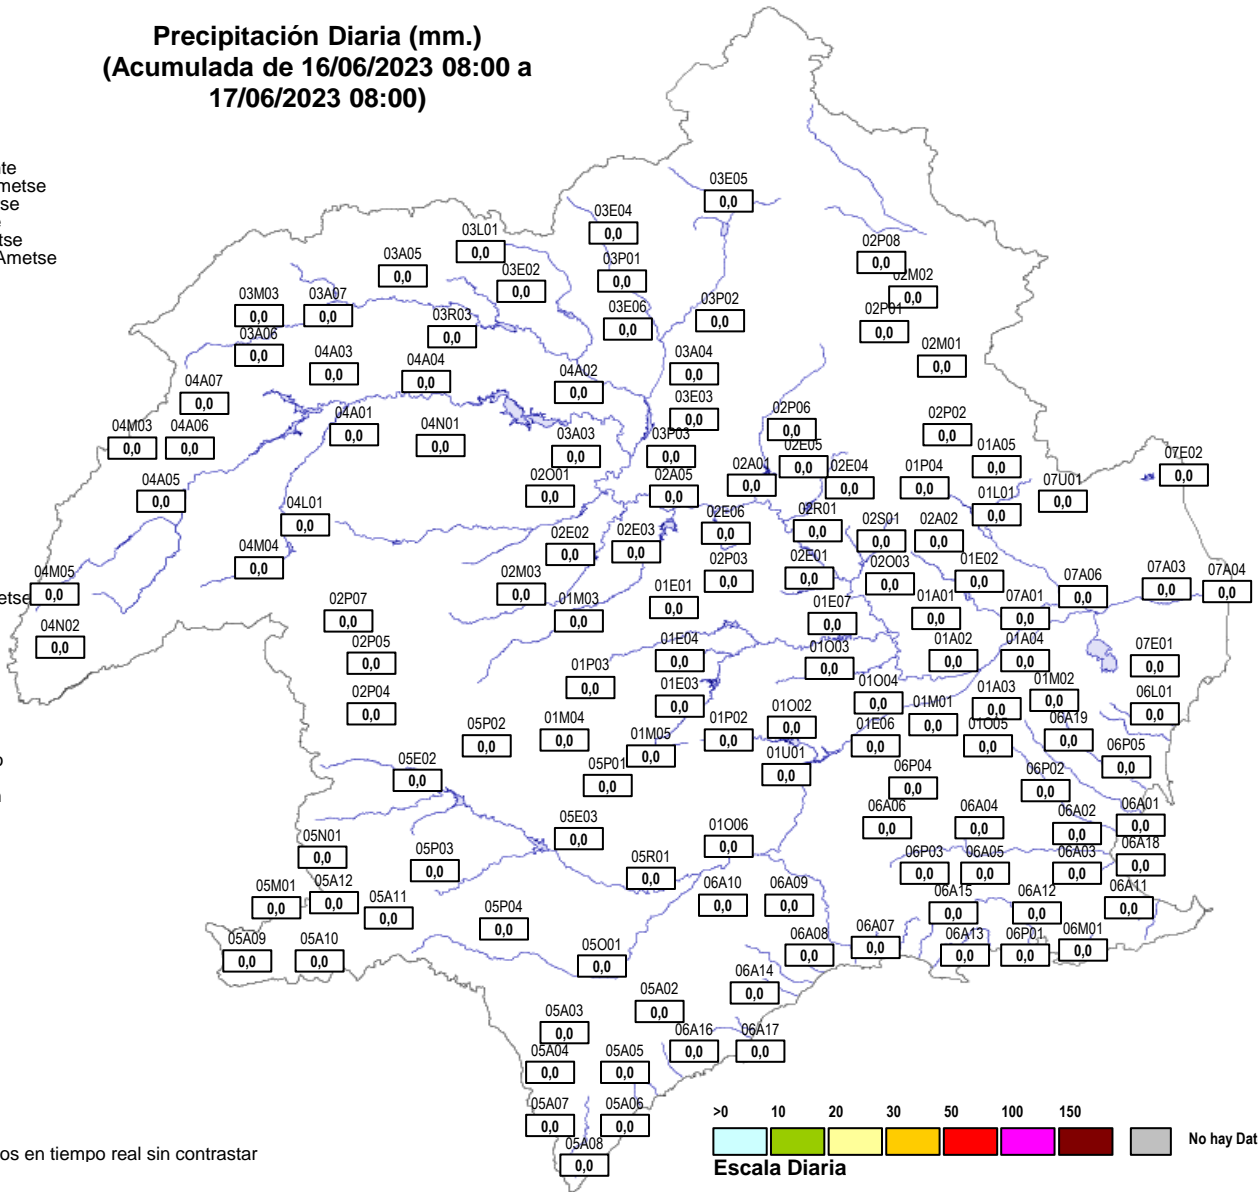 Precipitación Diaria (mm.)
(Acumulada de 16/06/2023 08:00 a
17/06/2023 08:00)
03E05
0,0
03E04
0,0
03L01
0,0
02P08
0,0
03A05
0,0
03E02
0,0
03P01
0,0
02M02
0,0
03M03
0,0
03A07
0,0
03P02
0,0
03R03
0,0
03E06
0,0
02P01
0,0
03A06
0,0
04A03
0,0
04A04
0,0
03A04
0,0
02M01
0,0
04A07
0,0
04A02
0,0
03E03
0,0
04M03
0,0
04A06
0,0
04A01
0,0
04N01
0,0
02P06
0,0
02P02
0,0
03A03
0,0
03P03
0,0
02E05
0,0
01A05
0,0
07E02
0,0
04A05
0,0
02O01
0,0
02A05
0,0
02A01
0,0
02E04
0,0
01P04
0,0
07U01
0,0
04L01
0,0
01L01
0,0
02E06
0,0
02R01
0,0
02S01
0,0
02A02
0,0
04M04
0,0
02E02
0,0
02E03
0,0
04M05
0,0
02M03
0,0
02P03
0,0
02E01
0,0
02O03
0,0
01E02
0,0
07A06
0,0
07A03
0,0
07A04
0,0
02P07
0,0
01M03
0,0
01E01
0,0
01E07
0,0
01A01
0,0
07A01
0,0
04N02
0,0
02P05
0,0
01E04
0,0
01O03
0,0
01A02
0,0
01A04
0,0
07E01
0,0
01P03
0,0
02P04
0,0
01E03
0,0
01O04
0,0
01A03
0,0
01M02
0,0
06L01
0,0
05P02
0,0
01M04
0,0
01P02
0,0
01O02
0,0
01M01
0,0
01E06
0,0
01O05
0,0
06A19
0,0
01M05
0,0
05E02
0,0
05P01
0,0
01U01
0,0
06P04
0,0
06P02
0,0
06P05
0,0
05N01
0,0
05E03
0,0
01O06
0,0
06A06
0,0
06A04
0,0
06A02
0,0
06A01
0,0
05P03
0,0
05R01
0,0
06P03
0,0
06A05
0,0
06A03
0,0
06A18
0,0
05M01
0,0
05A12
0,0
05A11
0,0
06A10
0,0
06A09
0,0
06A15
0,0
06A12
0,0
06A11
0,0
05P04
0,0
05A09
0,0
05A10
0,0
05O01
0,0
06A08
0,0
06A07
0,0
06A13
0,0
06P01
0,0
06M01
0,0
06A14
0,0
05A02
0,0
05A03
0,0
06A16
0,0
06A17
0,0
05A04
0,0
05A05
0,0
05A07
0,0
05A06
0,0
05A08
0,0
>0 10 20 30 50 100 150
No hay Dat
Escala Diaria
os en tiempo real sin contrastar